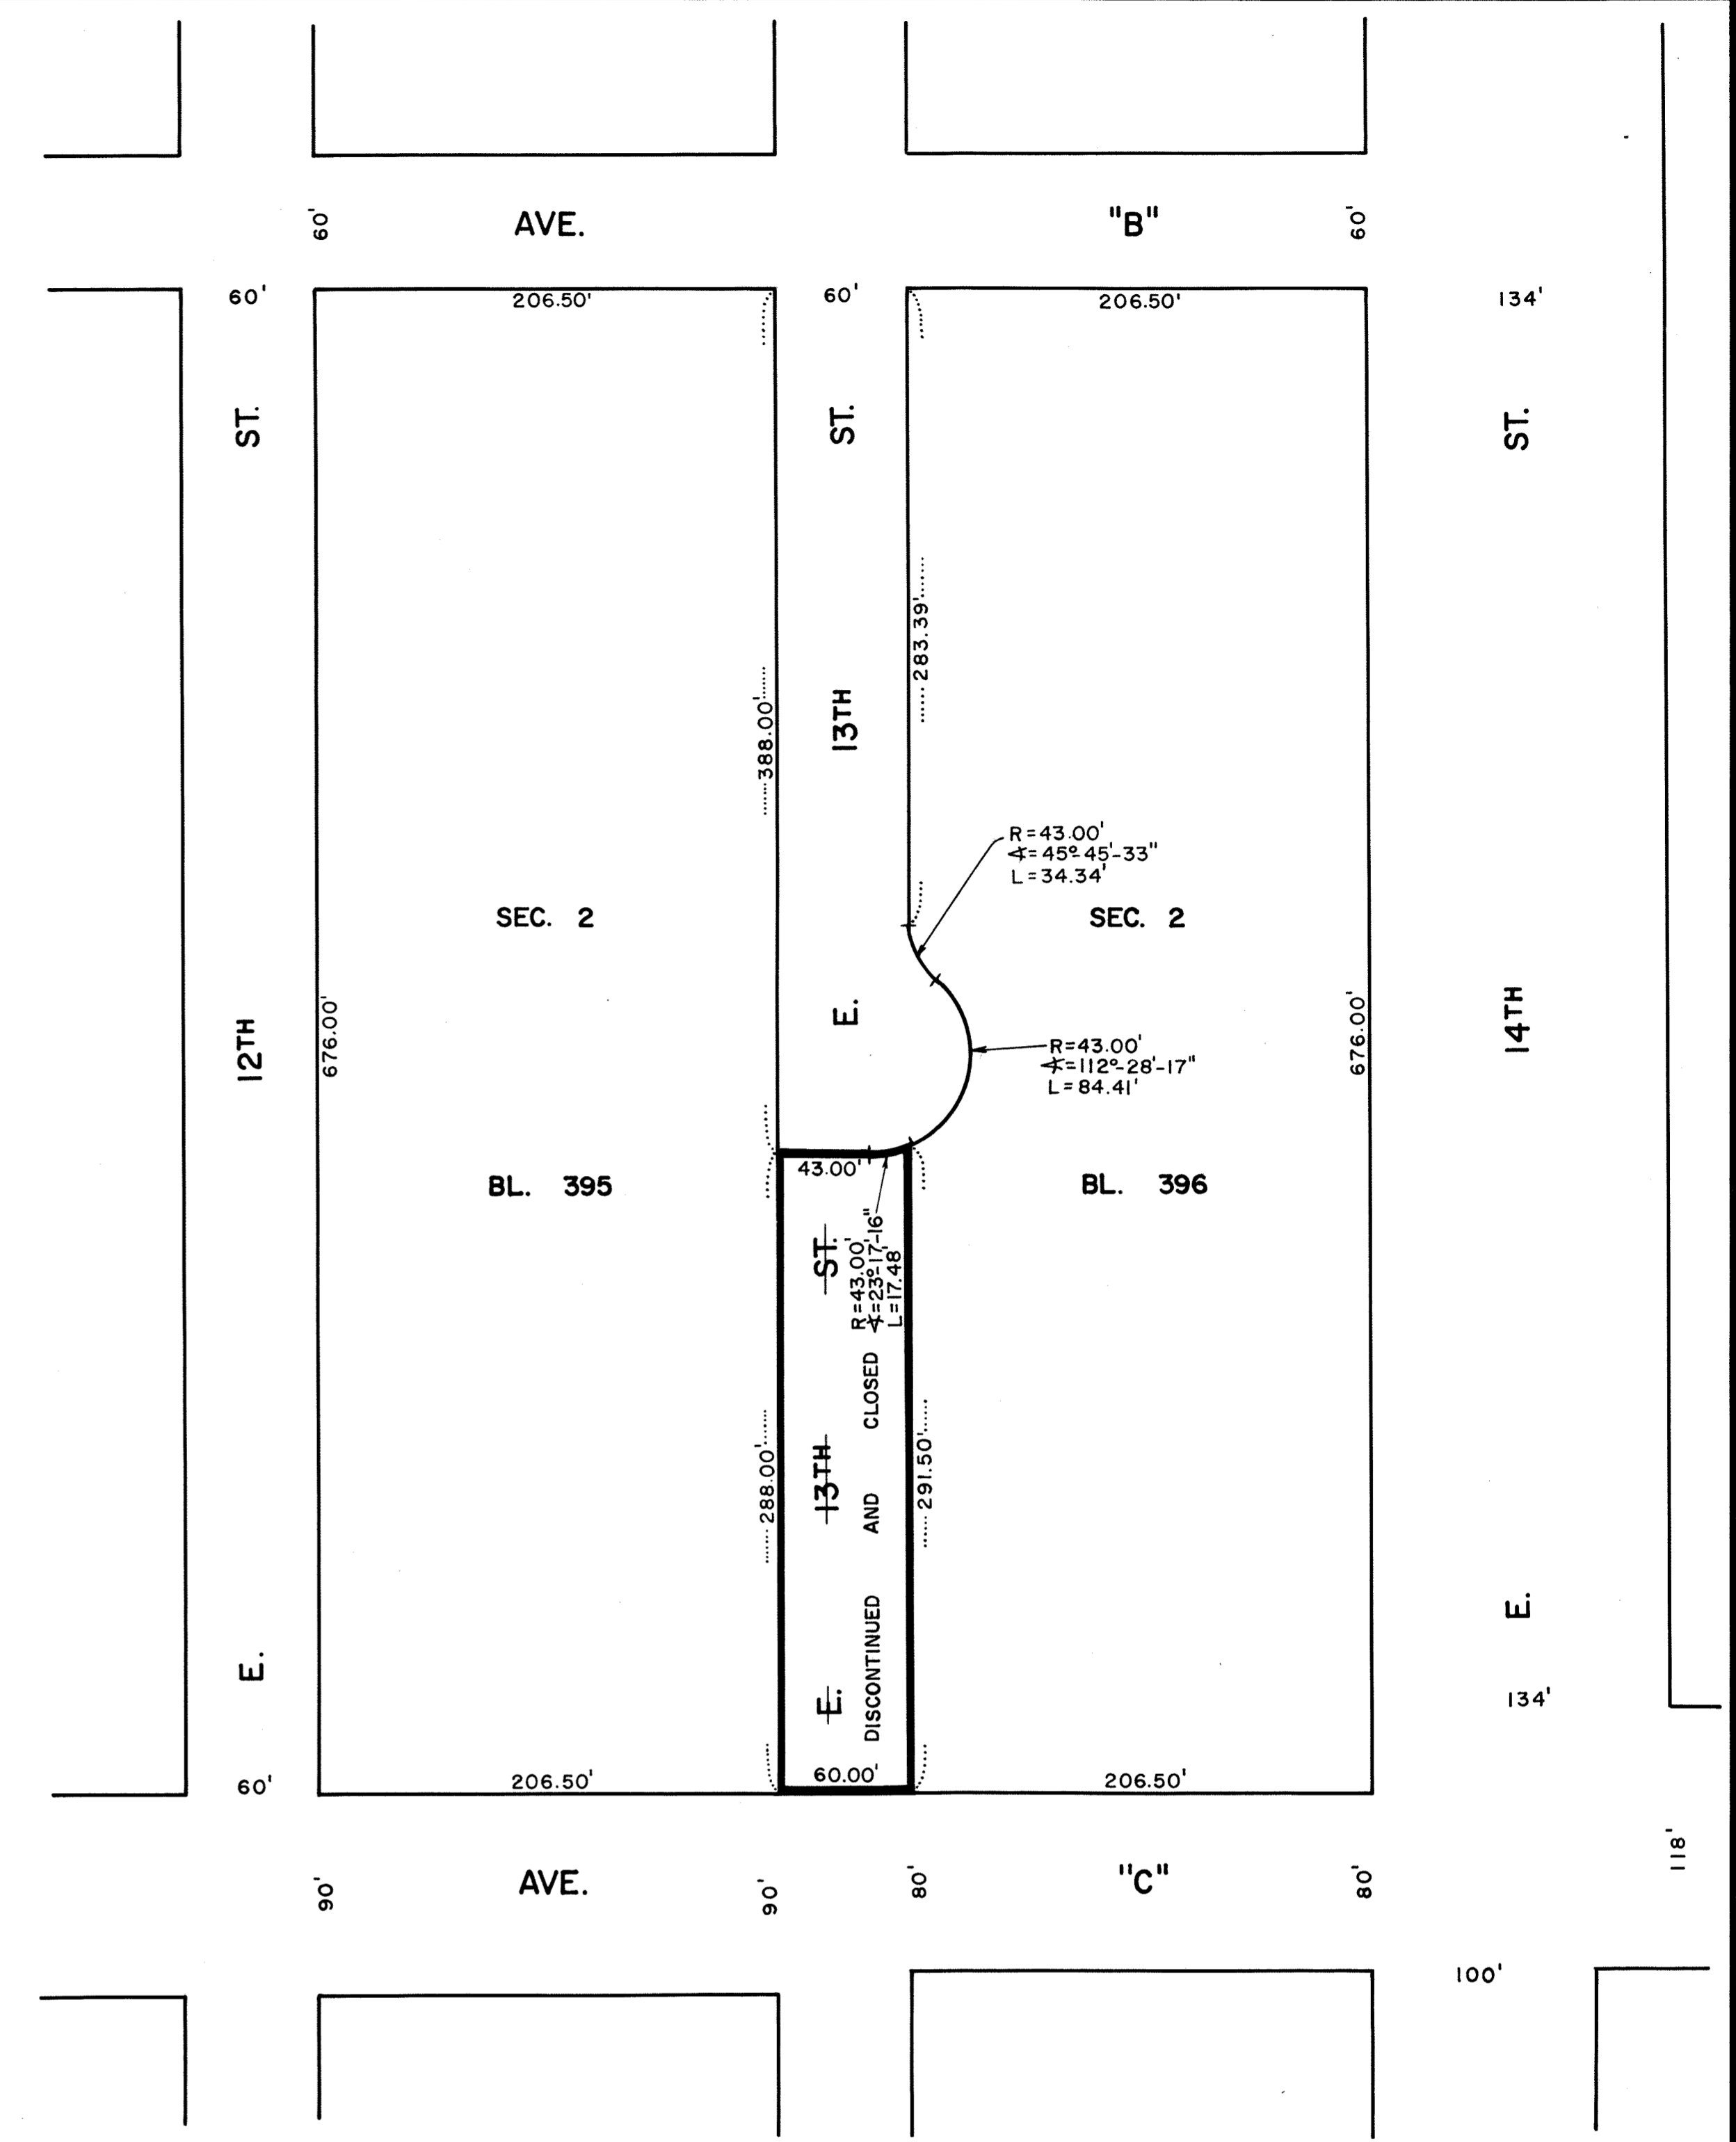 AVE. "B"
60' 60'
60' 206.50' 60' 206.50' 134'
ST. ST. ST.
283.39'
388.00'
13TH
R=43.00'
∢=45°-45'-33"
L=34.34'
SEC. 2 SEC. 2
E.
12TH 676.00' 676.00' 14TH
R=43.00'
∢=112°-28'-17"
L=84.41'
43.00'
BL. 395 BL. 396
ST.
R=43.00'
∢=23°-17'-16"
L=17.48'
288.00' 13TH 291.50'
E.
DISCONTINUED AND CLOSED
E. E.
134'
60' 206.50' 60.00' 206.50'
118'
AVE. "C"
90' 90' 80' 80'
100'